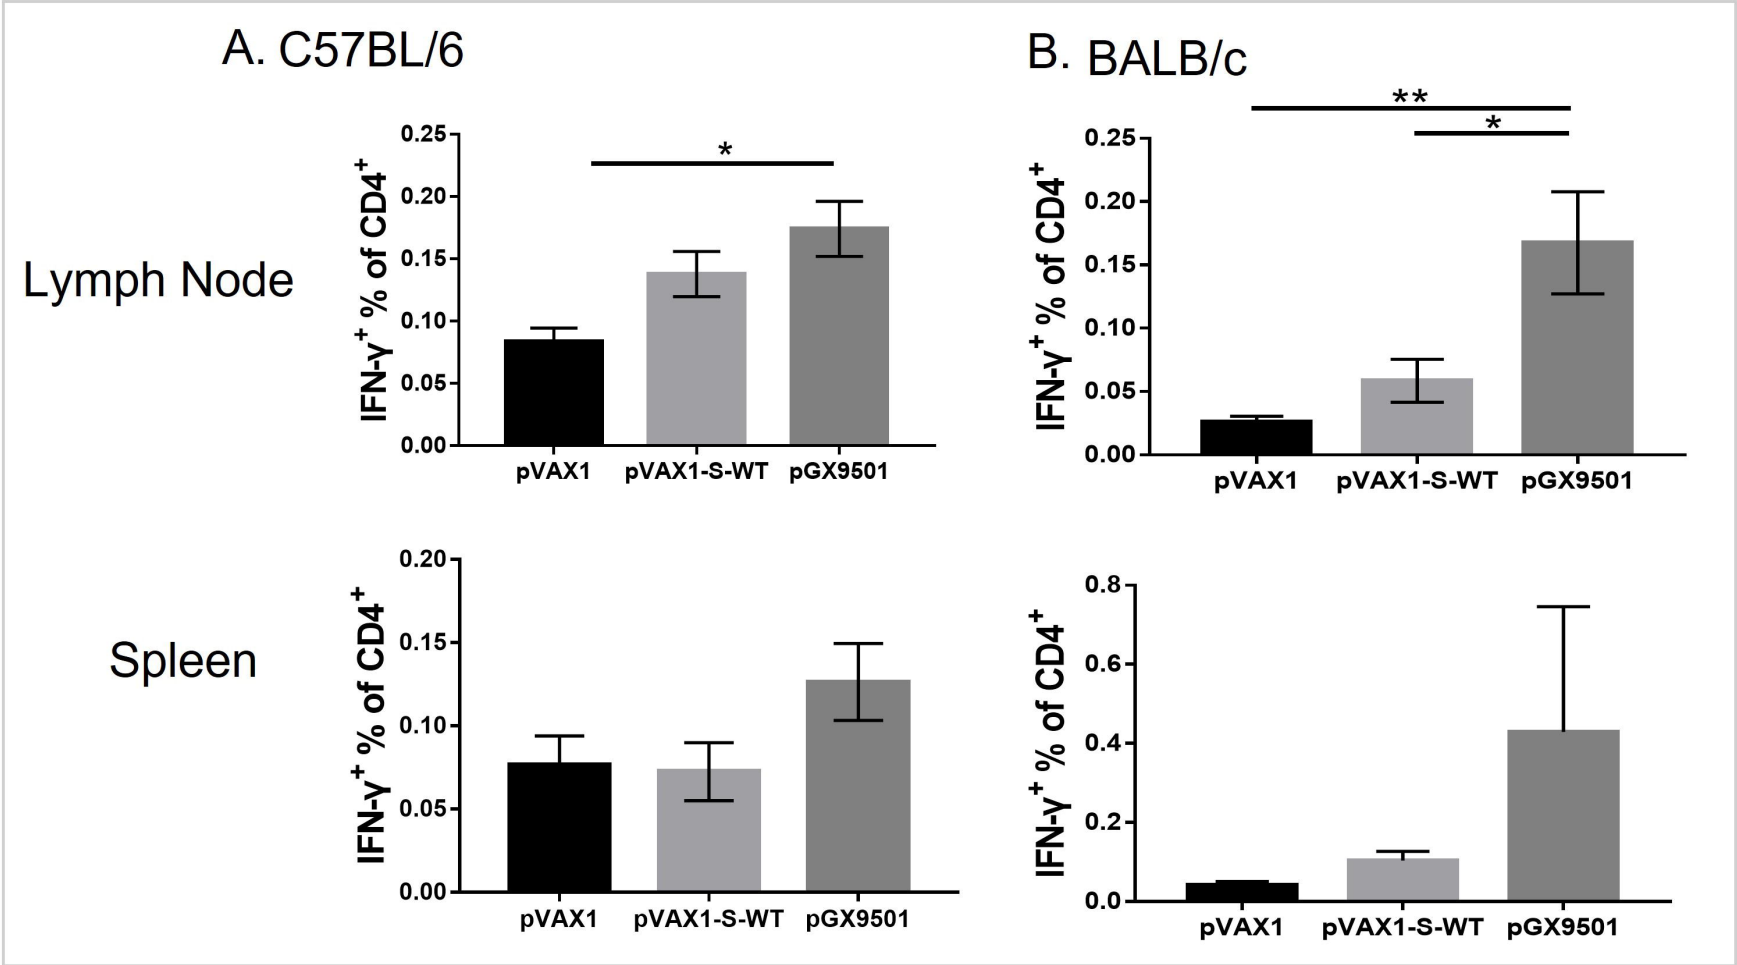 A. C57BL/6
B. BALB/c
Lymph Node
IFN-γ+ % of CD4+
0.25
0.20
0.15
0.10
0.05
0.00
*
pVAX1
pVAX1-S-WT
pGX9501
IFN-γ+ % of CD4+
0.25
0.20
0.15
0.10
0.05
0.00
**
*
pVAX1
pVAX1-S-WT
pGX9501
Spleen
IFN-γ+ % of CD4+
0.20
0.15
0.10
0.05
0.00
pVAX1
pVAX1-S-WT
pGX9501
IFN-γ+ % of CD4+
0.8
0.6
0.4
0.2
0.0
pVAX1
pVAX1-S-WT
pGX9501